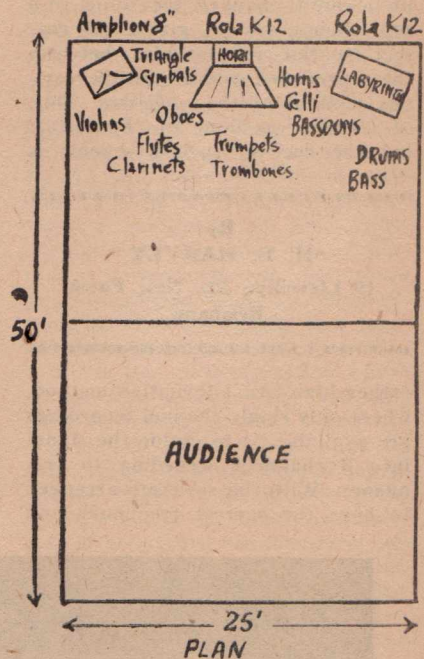 Amplion 8" Rola K12 Rola K12
Triangle
Cymbals
HORN
Horns
Celli
BASSOONS
LABYRINTH
Violins
Oboes
Flutes
Clarinets
Trumpets
Trombones
DRUMS
BASS
50'
AUDIENCE
25'
PLAN